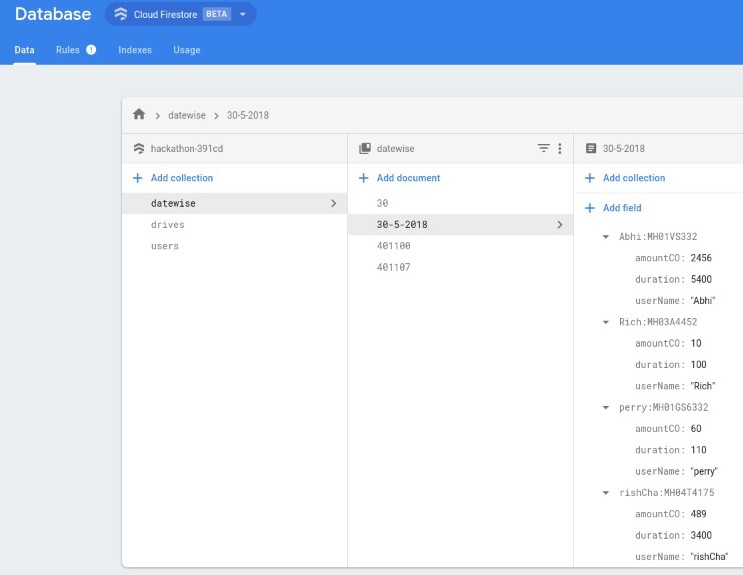 Database Cloud Firestore BETA
Data Rules Indexes Usage
datewise 30-5-2018
hackathon-391cd
Add collection
datewise
drives
users
datewise
Add document
30
30-5-2018
401100
401107
30-5-2018
Add collection
Add field
Abhi:MH01VS332
amountCO: 2456
duration: 5400
userName: "Abhi"
Rich:MH03A4452
amountCO: 10
duration: 100
userName: "Rich"
perry:MH01GS6332
amountCO: 60
duration: 110
userName: "perry"
rishCha:MH04T4175
amountCO: 489
duration: 3400
userName: "rishCha"